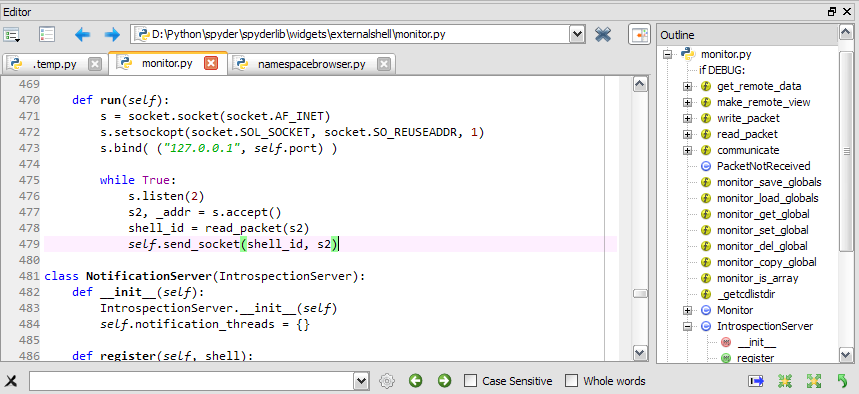 Editor
D:\Python\spyder\spyderlib\widgets\externalshell\monitor.py
.temp.py
monitor.py
namespacebrowser.py
469
470 def run(self):
471 s = socket.socket(socket.AF_INET)
472 s.setsockopt(socket.SOL_SOCKET, socket.SO_REUSEADDR, 1)
473 s.bind( ("127.0.0.1", self.port) )
474
475 while True:
476 s.listen(2)
477 s2, _addr = s.accept()
478 shell_id = read_packet(s2)
479 self.send_socket(shell_id, s2)
480
481 class NotificationServer(IntrospectionServer):
482 def __init__(self):
483 IntrospectionServer.__init__(self)
484 self.notification_threads = {}
485
486 def register(self, shell):
Case Sensitive
Whole words
Outline
monitor.py
if DEBUG:
get_remote_data
make_remote_view
write_packet
read_packet
communicate
PacketNotReceived
monitor_save_globals
monitor_load_globals
monitor_get_global
monitor_set_global
monitor_del_global
monitor_copy_global
monitor_is_array
_getcdlistdir
Monitor
IntrospectionServer
__init__
register